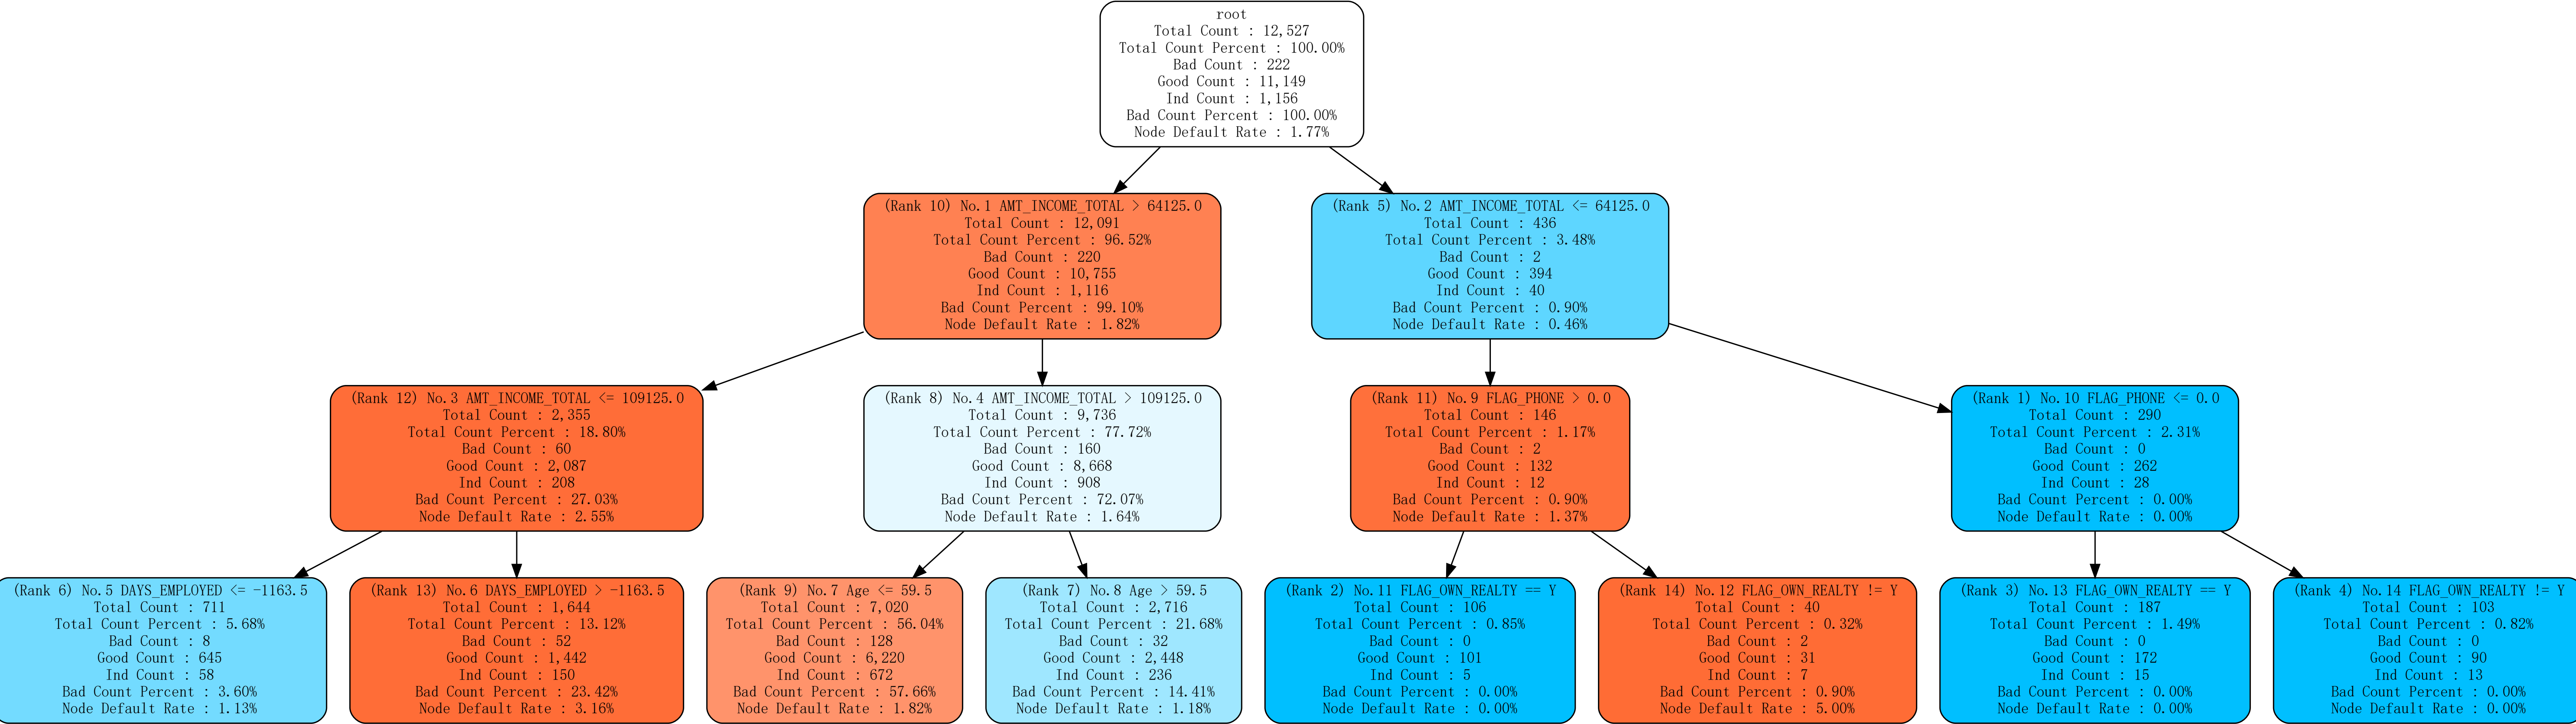 root
Total Count : 12,527
Total Count Percent : 100.00%
Bad Count : 222
Good Count : 11,149
Ind Count : 1,156
Bad Count Percent : 100.00%
Node Default Rate : 1.77%
(Rank 10) No.1 AMT_INCOME_TOTAL > 64125.0
Total Count : 12,091
Total Count Percent : 96.52%
Bad Count : 220
Good Count : 10,755
Ind Count : 1,116
Bad Count Percent : 99.10%
Node Default Rate : 1.82%
(Rank 5) No.2 AMT_INCOME_TOTAL <= 64125.0
Total Count : 436
Total Count Percent : 3.48%
Bad Count : 2
Good Count : 394
Ind Count : 40
Bad Count Percent : 0.90%
Node Default Rate : 0.46%
(Rank 12) No.3 AMT_INCOME_TOTAL <= 109125.0
Total Count : 2,355
Total Count Percent : 18.80%
Bad Count : 60
Good Count : 2,087
Ind Count : 208
Bad Count Percent : 27.03%
Node Default Rate : 2.55%
(Rank 8) No.4 AMT_INCOME_TOTAL > 109125.0
Total Count : 9,736
Total Count Percent : 77.72%
Bad Count : 160
Good Count : 8,668
Ind Count : 908
Bad Count Percent : 72.07%
Node Default Rate : 1.64%
(Rank 11) No.9 FLAG_PHONE > 0.0
Total Count : 146
Total Count Percent : 1.17%
Bad Count : 2
Good Count : 132
Ind Count : 12
Bad Count Percent : 0.90%
Node Default Rate : 1.37%
(Rank 1) No.10 FLAG_PHONE <= 0.0
Total Count : 290
Total Count Percent : 2.31%
Bad Count : 0
Good Count : 262
Ind Count : 28
Bad Count Percent : 0.00%
Node Default Rate : 0.00%
(Rank 6) No.5 DAYS_EMPLOYED <= -1163.5
Total Count : 711
Total Count Percent : 5.68%
Bad Count : 8
Good Count : 645
Ind Count : 58
Bad Count Percent : 3.60%
Node Default Rate : 1.13%
(Rank 13) No.6 DAYS_EMPLOYED > -1163.5
Total Count : 1,644
Total Count Percent : 13.12%
Bad Count : 52
Good Count : 1,442
Ind Count : 150
Bad Count Percent : 23.42%
Node Default Rate : 3.16%
(Rank 9) No.7 Age <= 59.5
Total Count : 7,020
Total Count Percent : 56.04%
Bad Count : 128
Good Count : 6,220
Ind Count : 672
Bad Count Percent : 57.66%
Node Default Rate : 1.82%
(Rank 7) No.8 Age > 59.5
Total Count : 2,716
Total Count Percent : 21.68%
Bad Count : 32
Good Count : 2,448
Ind Count : 236
Bad Count Percent : 14.41%
Node Default Rate : 1.18%
(Rank 2) No.11 FLAG_OWN_REALTY == Y
Total Count : 106
Total Count Percent : 0.85%
Bad Count : 0
Good Count : 101
Ind Count : 5
Bad Count Percent : 0.00%
Node Default Rate : 0.00%
(Rank 14) No.12 FLAG_OWN_REALTY != Y
Total Count : 40
Total Count Percent : 0.32%
Bad Count : 2
Good Count : 31
Ind Count : 7
Bad Count Percent : 0.90%
Node Default Rate : 5.00%
(Rank 3) No.13 FLAG_OWN_REALTY == Y
Total Count : 187
Total Count Percent : 1.49%
Bad Count : 0
Good Count : 172
Ind Count : 15
Bad Count Percent : 0.00%
Node Default Rate : 0.00%
(Rank 4) No.14 FLAG_OWN_REALTY != Y
Total Count : 103
Total Count Percent : 0.82%
Bad Count : 0
Good Count : 90
Ind Count : 13
Bad Count Percent : 0.00%
Node Default Rate : 0.00%